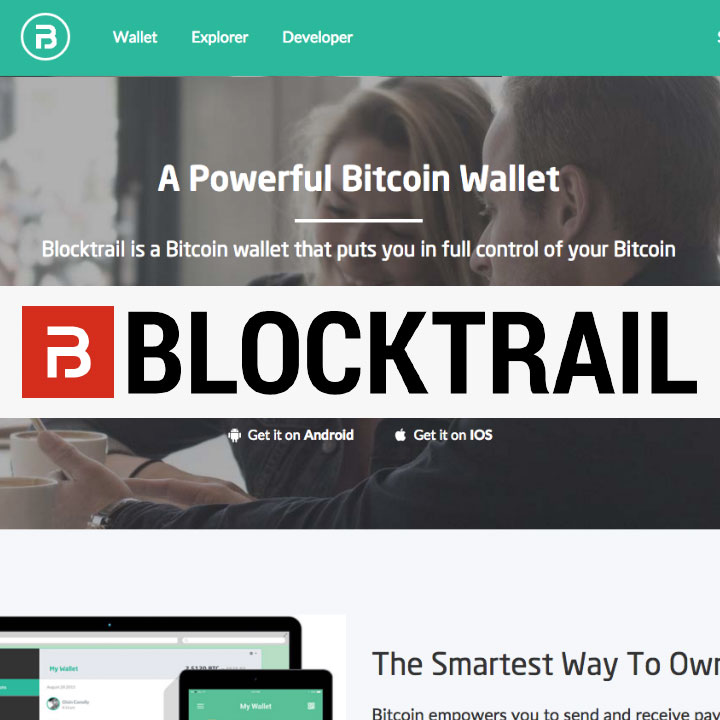 Wallet Explorer Developer
A Powerful Bitcoin Wallet
Blocktrail is a Bitcoin wallet that puts you in full control of your Bitcoin
BLOCKTRAIL
Get it on Android Get it on IOS
My Wallet
My Wallet
The Smartest Way To Own
Bitcoin empowers you to send and receive pay